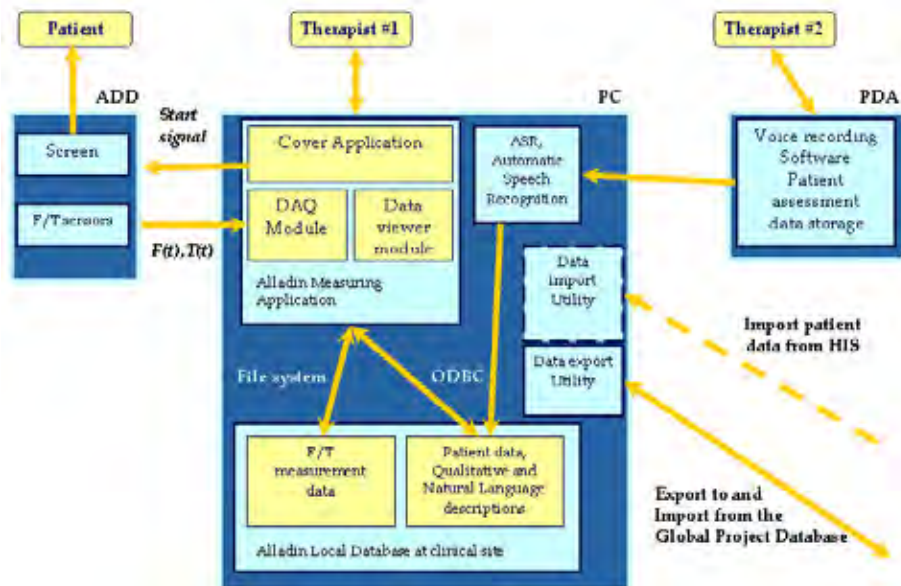 Patient
Therapist #1
Therapist #2
ADD
PC
PDA
Start
signal
Screen
F/Tsensors
F(t),T(t)
Cover Application
DAQ
Module
Data
viewer
module
Alladin Measuring
Application
ASR,
Automatic
Speech
Recognition
Voice recording
Software
Patient
assessment
data storage
Data
import
Utility
Data export
Utility
Import patient
data from HIS
File system
ODBC
F/T
measurement
data
Patient data,
Qualitative and
Natural Language
descriptions
Alladin Local Database at clinical site
Export to and
Import from the
Global Project Database